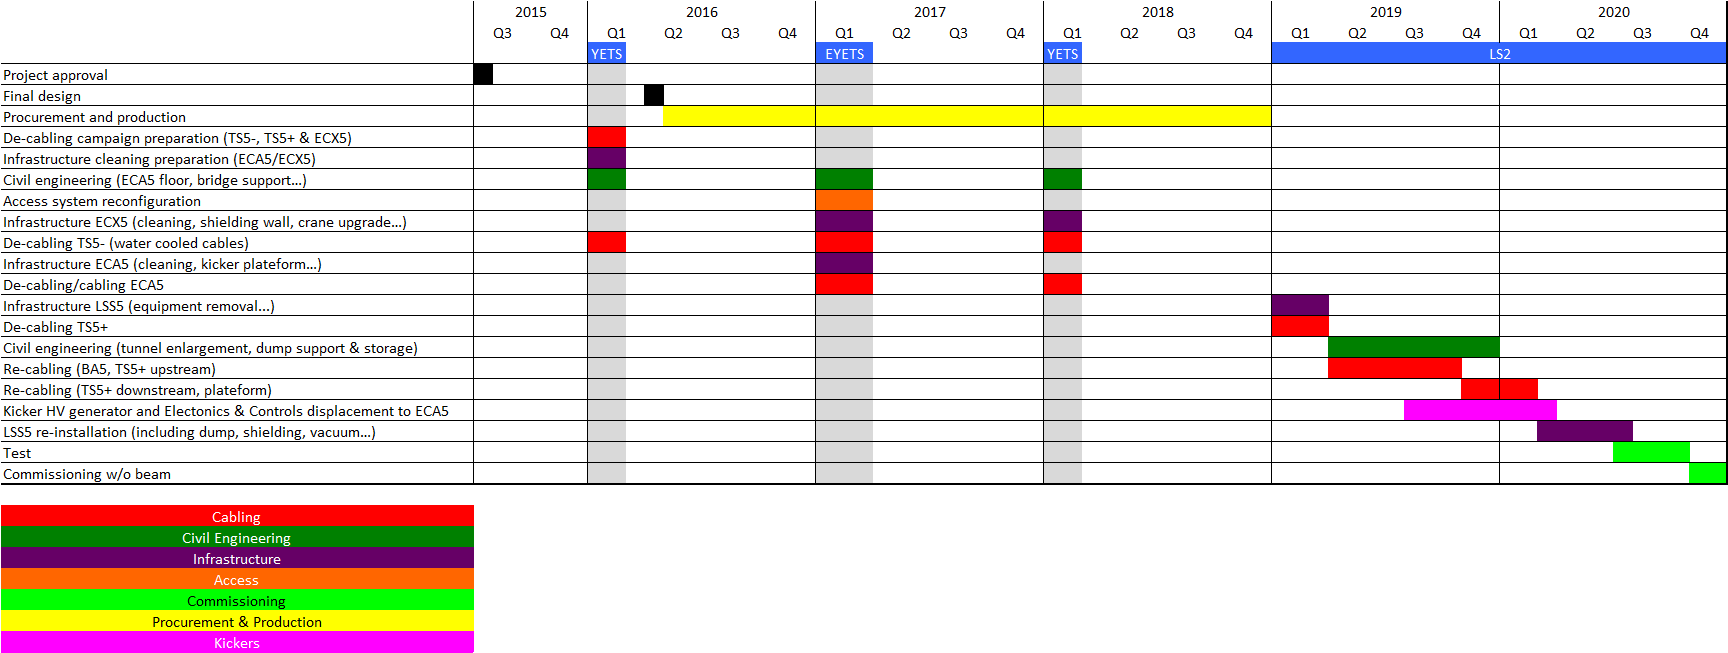 2015 2016 2017 2018 2019 2020
Q3 Q4 Q1 Q2 Q3 Q4 Q1 Q2 Q3 Q4 Q1 Q2 Q3 Q4 Q1 Q2 Q3 Q4 Q1 Q2 Q3 Q4
YETS EYETS YETS LS2
Project approval
Final design
Procurement and production
De-cabling campaign preparation (TS5-, TS5+ & ECX5)
Infrastructure cleaning preparation (ECA5/ECX5)
Civil engineering (ECA5 floor, bridge support...)
Access system reconfiguration
Infrastructure ECX5 (cleaning, shielding wall, crane upgrade...)
De-cabling TS5- (water cooled cables)
Infrastructure ECA5 (cleaning, kicker plateform...)
De-cabling/cabling ECA5
Infrastructure LSS5 (equipment removal...)
De-cabling TS5+
Civil engineering (tunnel enlargement, dump support & storage)
Re-cabling (BA5, TS5+ upstream)
Re-cabling (TS5+ downstream, plateform)
Kicker HV generator and Electonics & Controls displacement to ECA5
LSS5 re-installation (including dump, shielding, vacuum...)
Test
Commissioning w/o beam
Cabling
Civil Engineering
Infrastructure
Access
Commissioning
Procurement & Production
Kickers